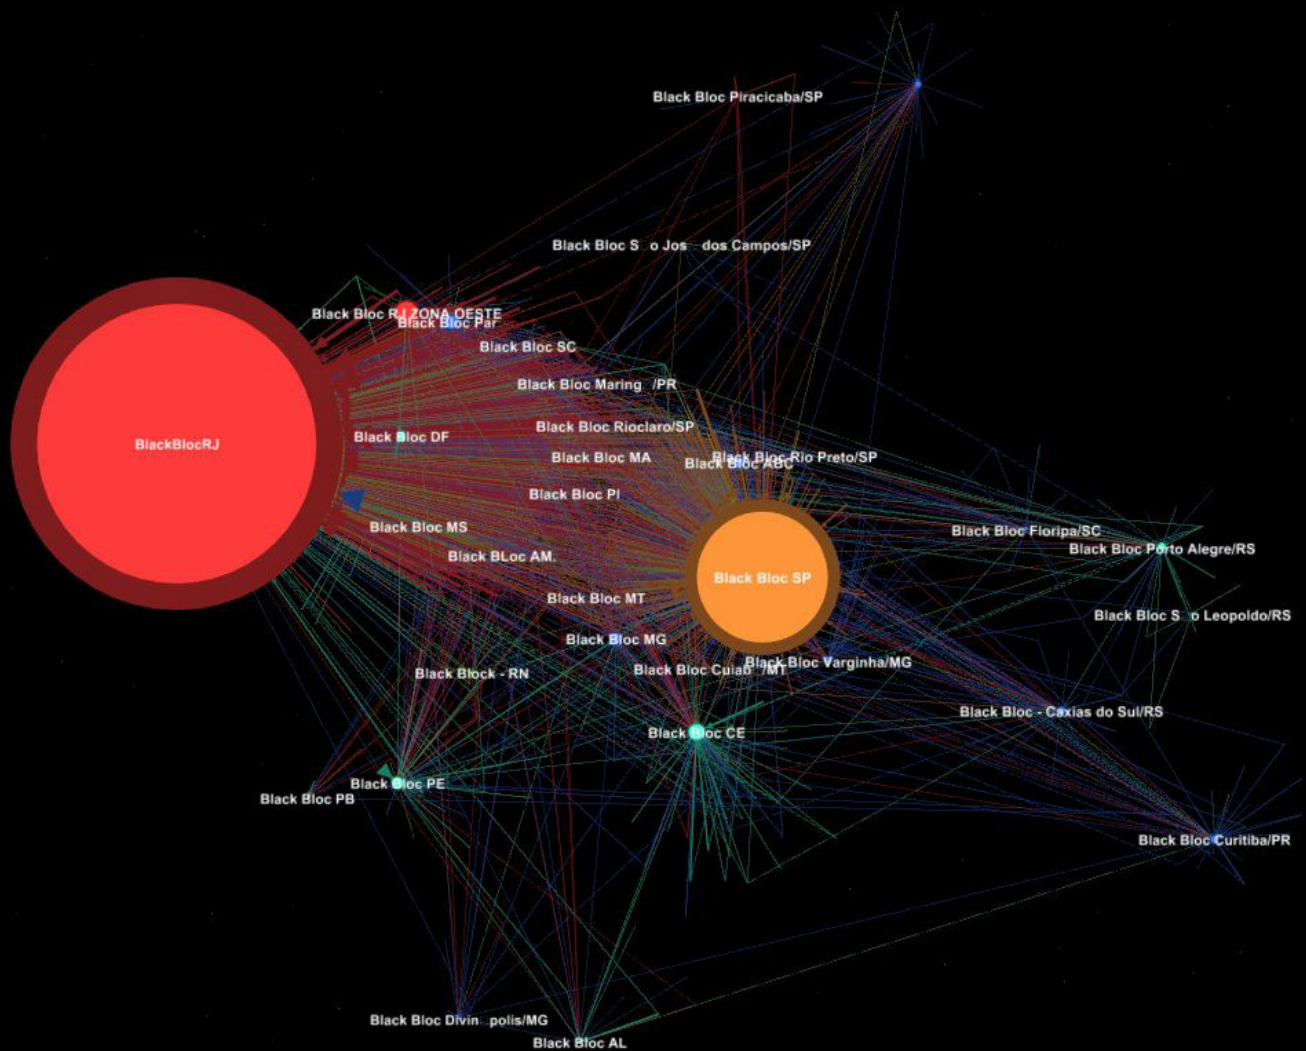 Black Bloc Piracicaba/SP
Black Bloc S o Jos dos Campos/SP
Black Bloc RJ ZONA OESTE
Black Bloc Par
Black Bloc SC
Black Bloc Maring /PR
Black Bloc Rioclaro/SP
BlackBlocRJ
Black Bloc DF
Black Bloc MA
Black Bloc Rio Preto/SP
Black Bloc ABC
Black Bloc PI
Black Bloc MS
Black Bloc Floripa/SC
Black Bloc Porto Alegre/RS
Black BLoc AM.
Black Bloc SP
Black Bloc MT
Black Bloc S o Leopoldo/RS
Black Bloc MG
Black Bloc Varginha/MG
Black Bloc Cuiab /MT
Black Block - RN
Black Bloc - Caxias do Sul/RS
Black Bloc CE
Black Bloc PE
Black Bloc PB
Black Bloc Curitiba/PR
Black Bloc Divin polis/MG
Black Bloc AL